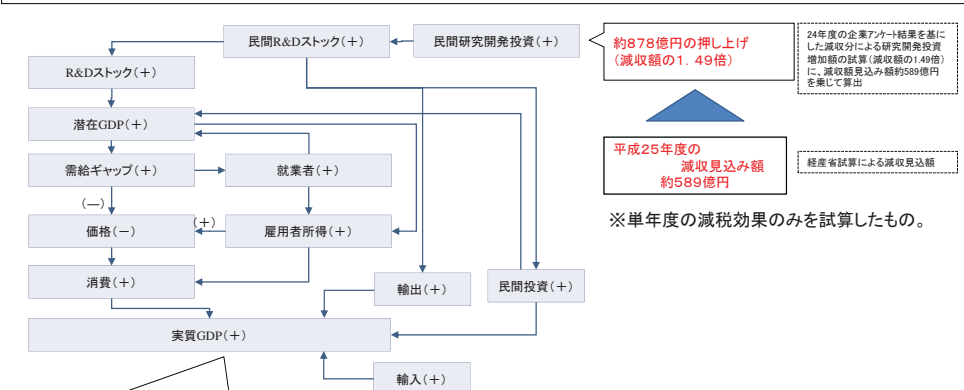 民間R&Dストック(+)
民間研究開発投資(+)
約878億円の押し上げ
(減収額の1.49倍)
24年度の企業アンケート結果を基に
した減収分による研究開発投資
増加額の試算(減収額の1.49倍)
に、減収額見込み額約589億円
を乗じて算出
R&Dストック(+)
潜在GDP(+)
需給ギャップ(+)
就業者(+)
平成25年度の
減収見込み額
約589億円
経産省試算による減収見込額
※単年度の減税効果のみを試算したもの。
(―)
(+)
価格(-)
雇用者所得(+)
消費(+)
輸出(+)
民間投資(+)
実質GDP(+)
輸入(+)